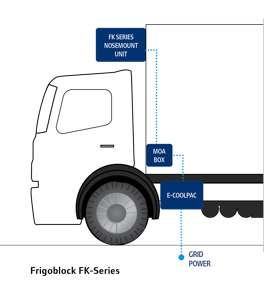 FK SERIES
NOSEMOUNT
UNIT
MOA
BOX
E-COOLPAC
GRID
POWER
Frigoblock FK-Series